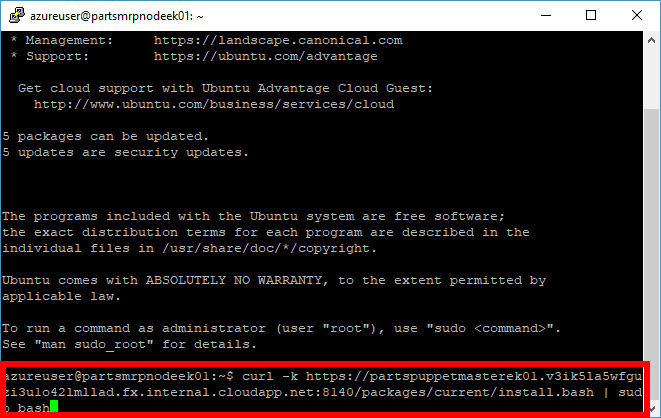 azureuser@partsmrpnodeek01: ~
* Management:     https://landscape.canonical.com
* Support:        https://ubuntu.com/advantage
Get cloud support with Ubuntu Advantage Cloud Guest:
http://www.ubuntu.com/business/services/cloud
5 packages can be updated.
5 updates are security updates.
The programs included with the Ubuntu system are free software;
the exact distribution terms for each program are described in the
individual files in /usr/share/doc/*/copyright.
Ubuntu comes with ABSOLUTELY NO WARRANTY, to the extent permitted by
applicable law.
To run a command as administrator (user "root"), use "sudo <command>".
See "man sudo_root" for details.
azureuser@partsmrpnodeek01:~$ curl -k https://partspuppetmasterek01.v3ik5la5wfgu
zi3ulo42lmllad.fx.internal.cloudapp.net:8140/packages/current/install.bash | sud
o bash